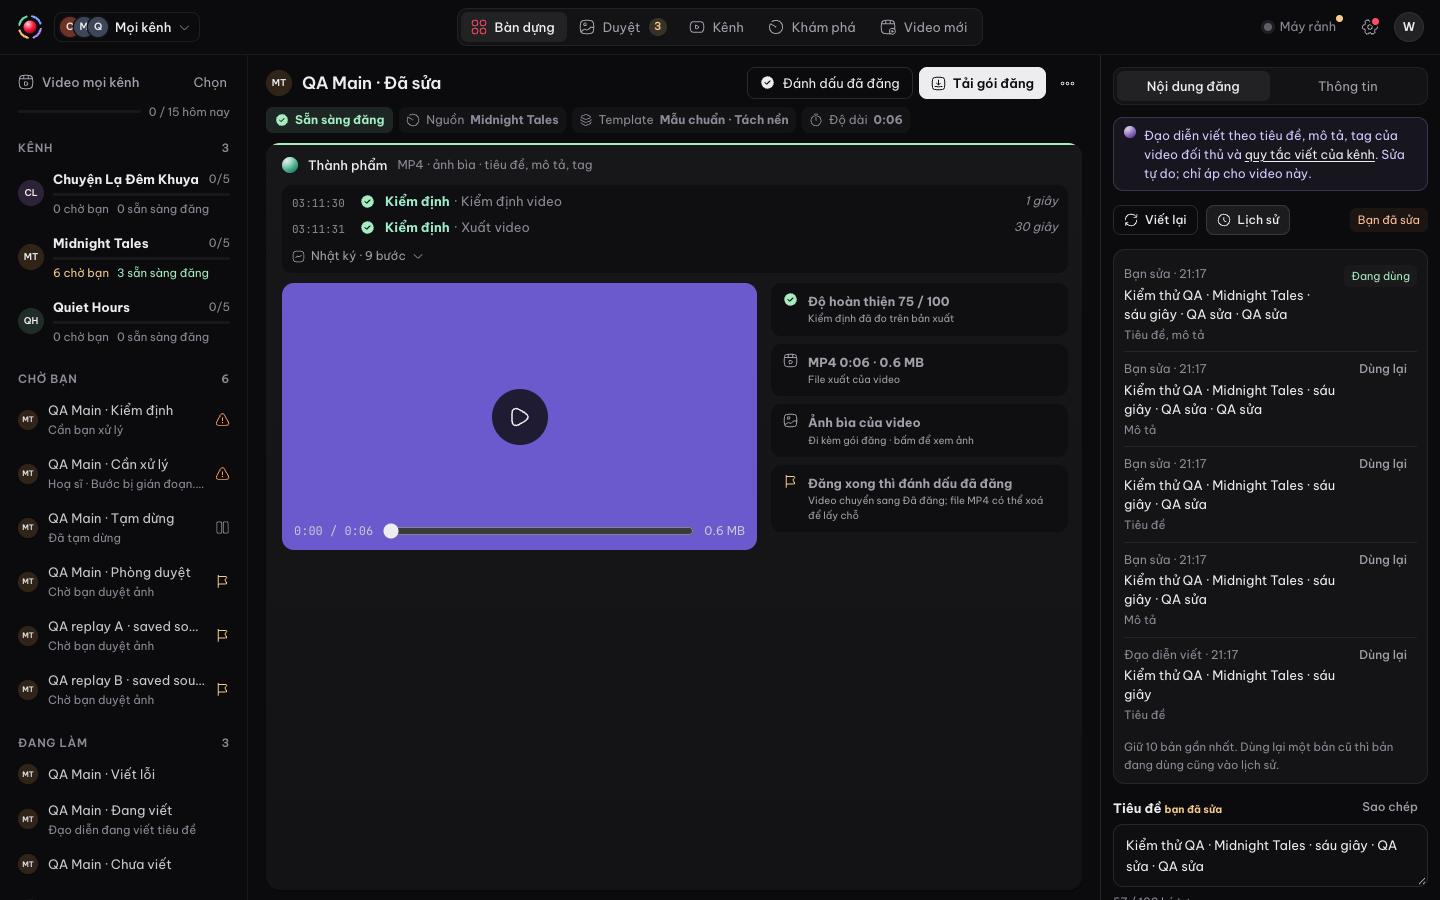 C M Q Mọi kênh
Bàn dựng
Duyệt 3
Kênh
Khám phá
Video mới
Máy rảnh
W
Video mọi kênh Chọn
0 / 15 hôm nay
KÊNH 3
CL Chuyện Lạ Đêm Khuya 0/5
0 chờ bạn 0 sẵn sàng đăng
MT Midnight Tales 0/5
6 chờ bạn 3 sẵn sàng đăng
QH Quiet Hours 0/5
0 chờ bạn 0 sẵn sàng đăng
CHỜ BẠN 6
MT QA Main · Kiểm định
Cần bạn xử lý
MT QA Main · Cần xử lý
Hoạ sĩ · Bước bị gián đoạn....
MT QA Main · Tạm dừng
Đã tạm dừng
MT QA Main · Phòng duyệt
Chờ bạn duyệt ảnh
MT QA replay A · saved so...
Chờ bạn duyệt ảnh
MT QA replay B · saved sou...
Chờ bạn duyệt ảnh
ĐANG LÀM 3
MT QA Main · Viết lỗi
MT QA Main · Đang viết
Đạo diễn đang viết tiêu đề
MT QA Main · Chưa viết
MT QA Main · Đã sửa
Đánh dấu đã đăng
Tải gói đăng
Sẵn sàng đăng
Nguồn Midnight Tales
Template Mẫu chuẩn · Tách nền
Độ dài 0:06
Thành phẩm MP4 · ảnh bìa · tiêu đề, mô tả, tag
03:11:30 Kiểm định · Kiểm định video 1 giây
03:11:31 Kiểm định · Xuất video 30 giây
Nhật ký · 9 bước
0:00 / 0:06 0.6 MB
Độ hoàn thiện 75 / 100
Kiểm định đã đo trên bản xuất
MP4 0:06 · 0.6 MB
File xuất của video
Ảnh bìa của video
Đi kèm gói đăng · bấm để xem ảnh
Đăng xong thì đánh dấu đã đăng
Video chuyển sang Đã đăng; file MP4 có thể xoá
để lấy chỗ
Nội dung đăng
Thông tin
Đạo diễn viết theo tiêu đề, mô tả, tag của
video đối thủ và quy tắc viết của kênh. Sửa
tự do; chỉ áp cho video này.
Viết lại
Lịch sử
Bạn đã sửa
Bạn sửa · 21:17 Đang dùng
Kiểm thử QA · Midnight Tales ·
sáu giây · QA sửa · QA sửa
Tiêu đề, mô tả
Bạn sửa · 21:17 Dùng lại
Kiểm thử QA · Midnight Tales · sáu
giây · QA sửa · QA sửa
Mô tả
Bạn sửa · 21:17 Dùng lại
Kiểm thử QA · Midnight Tales · sáu
giây · QA sửa
Tiêu đề
Bạn sửa · 21:17 Dùng lại
Kiểm thử QA · Midnight Tales · sáu
giây · QA sửa
Mô tả
Đạo diễn viết · 21:17 Dùng lại
Kiểm thử QA · Midnight Tales · sáu
giây
Tiêu đề
Giữ 10 bản gần nhất. Dùng lại một bản cũ thì bản
đang dùng cũng vào lịch sử.
Tiêu đề bạn đã sửa Sao chép
Kiểm thử QA · Midnight Tales · sáu giây · QA
sửa · QA sửa